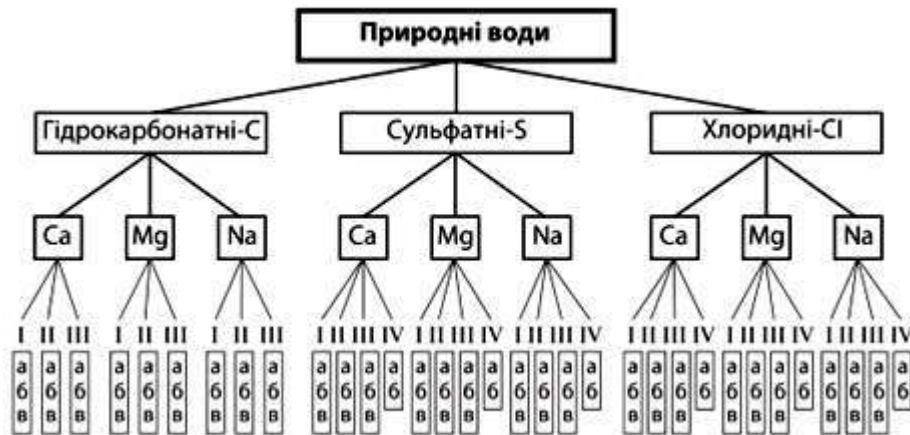 Природні води
Гідрокарбонатні-С Сульфатні-S Хлоридні-Cl
Ca Mg Na Ca Mg Na Ca Mg Na
I II III I II III I II III I II III IV I II III IV I II III IV I II III IV I II III IV I II III IV
а а а а а а а а а а а а а а а а а а а а а а а а а а а а а а а а а
б б б б б б б б б б б б б б б б б б б б б б б б б б б б б б б б б
в в в в в в в в в в в в в в в в в в в в в в в в в в в